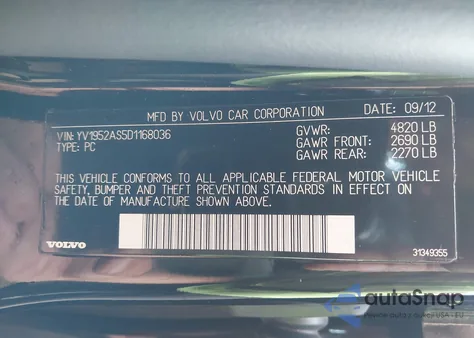 MFD BY VOLVO CAR CORPORATION DATE: 09/12
VIN: YV1952AS5D1168036 GVWR: 4820 LB
TYPE: PC GAWR FRONT: 2690 LB
GAWR REAR: 2270 LB
THIS VEHICLE CONFORMS TO ALL APPLICABLE FEDERAL MOTOR VEHICLE
SAFETY, BUMPER AND THEFT PREVENTION STANDARDS IN EFFECT ON
THE DATE OF MANUFACTURE SHOWN ABOVE.
VOLVO 31349355
autoSnap